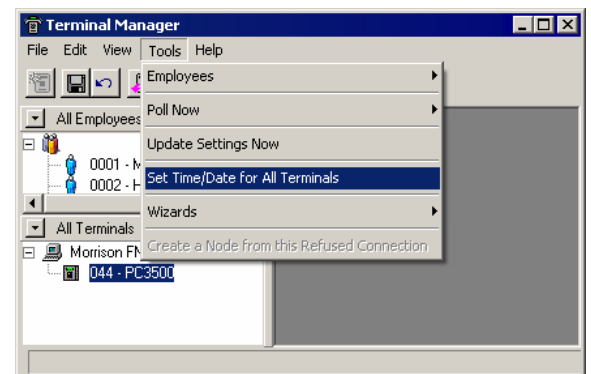 Terminal Manager
File Edit View Tools Help
Employees
Poll Now
Update Settings Now
Set Time/Date for All Terminals
Wizards
Create a Node from this Refused Connection
All Employees
0001 - M
0002 - H
All Terminals
Morrison FN
044 - PC3500